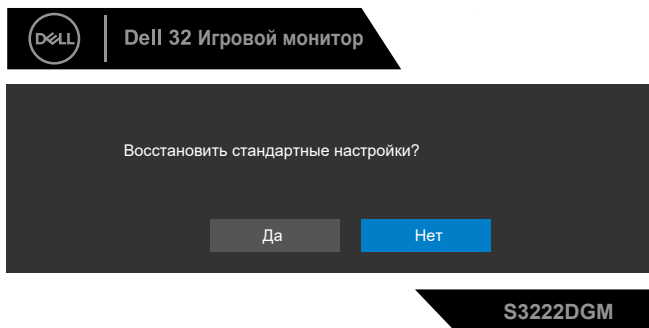 DELL
Dell 32 Игровой монитор
Восстановить стандартные настройки?
Да
Нет
S3222DGM